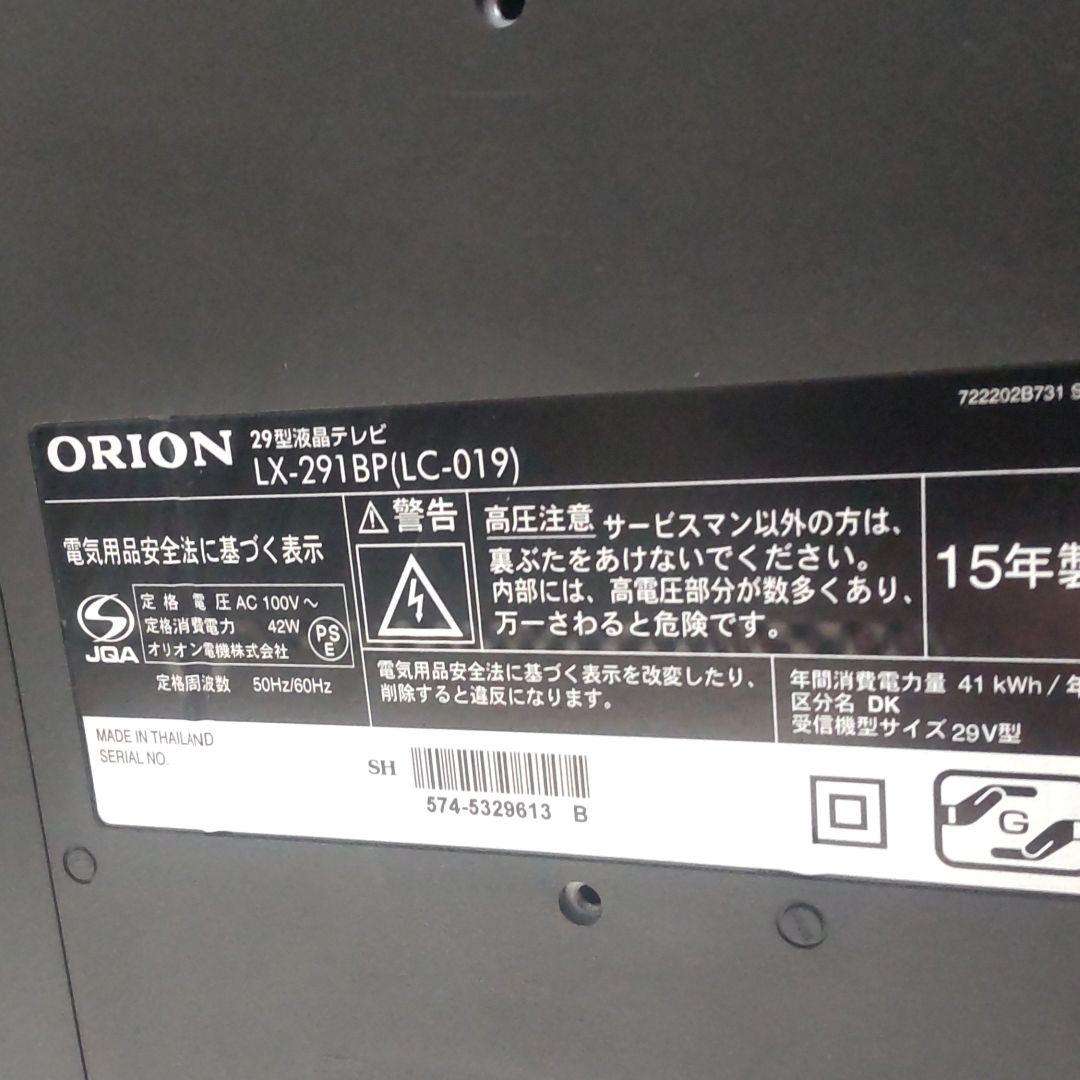 722202B731 S
ORION 29型液晶テレビ
LX-291BP(LC-019)
電気用品安全法に基づく表示
定格電圧 AC 100V～
定格消費電力 42W
オリオン電機株式会社
PS
E
JQA
定格周波数 50Hz/60Hz
警告
高圧注意 サービスマン以外の方は、
裏ぶたをあけないでください。
内部には、高電圧部分が数多くあり、
万一さわると危険です。
15年製
電気用品安全法に基づく表示を改変したり、
削除すると違反になります。
年間消費電力量 41 kWh/年
区分名 DK
受信機型サイズ 29V型
MADE IN THAILAND
SERIAL NO.
SH
574-5329613 B
G